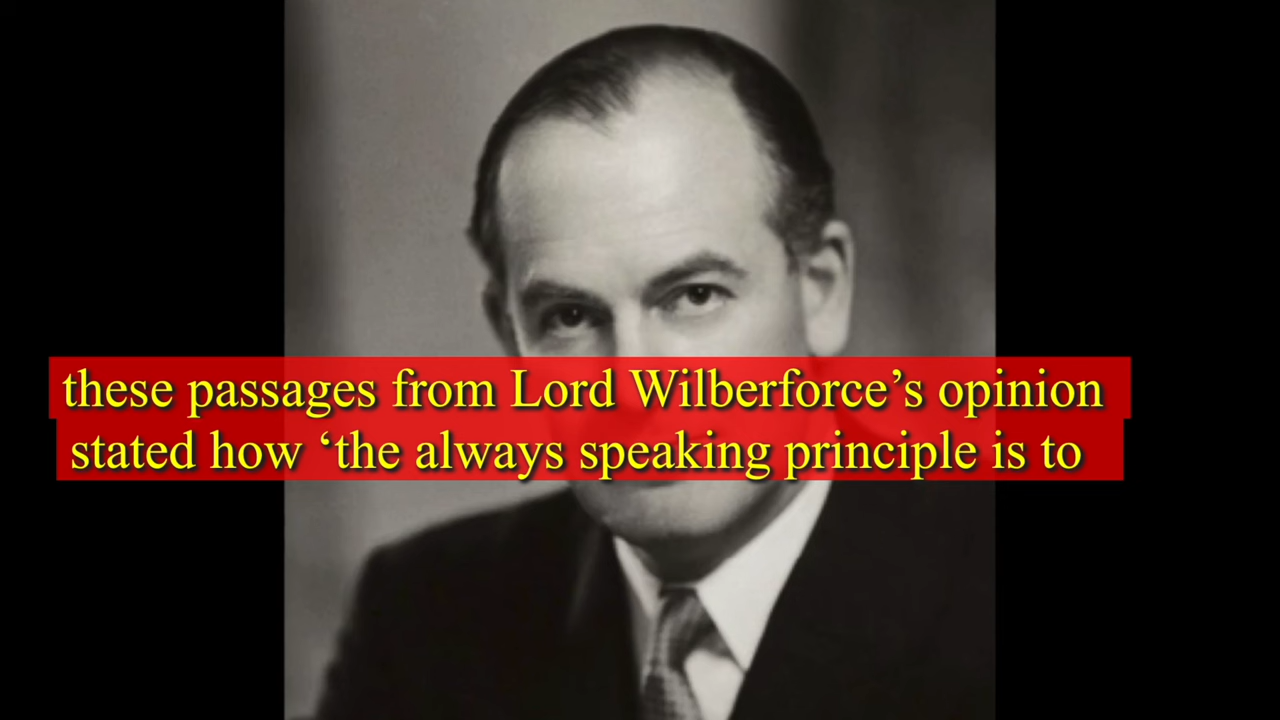 these passages from Lord Wilberforce’s opinion
stated how ‘the always speaking principle is to